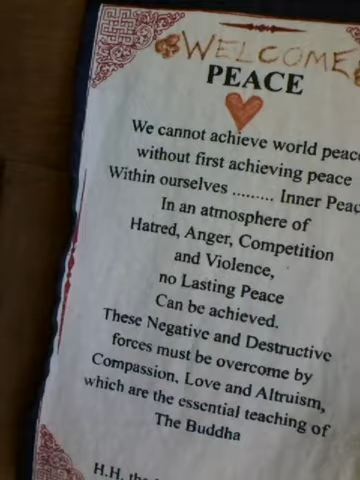 WELCOME
PEACE
We cannot achieve world peace
without first achieving peace
Within ourselves ......... Inner Peac
In an atmosphere of
Hatred, Anger, Competition
and Violence,
no Lasting Peace
Can be achieved.
These Negative and Destructive
forces must be overcome by
Compassion, Love and Altruism,
which are the essential teaching of
The Buddha
H.H. the